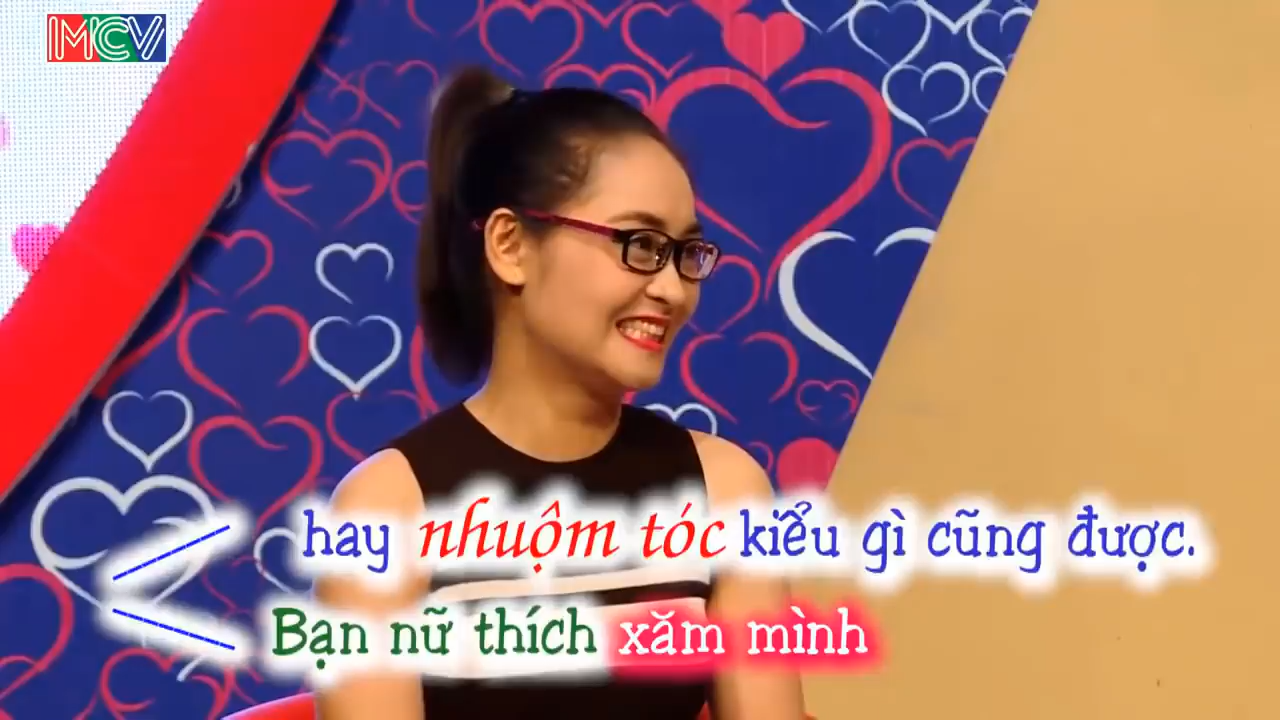 MCV
hay nhuộm tóc kiểu gì cũng được.
Bạn nữ thích xăm mình